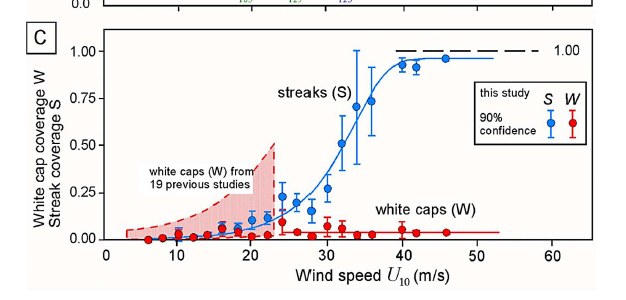 0.0
C
White cap coverage W
Streak coverage S
1.00
0.75
0.50
0.25
0.00
1.00
streaks (S)
this study
S W
90%
confidence
white caps (W) from
19 previous studies
white caps (W)
0 10 20 30 40 50 60
Wind speed U10 (m/s)